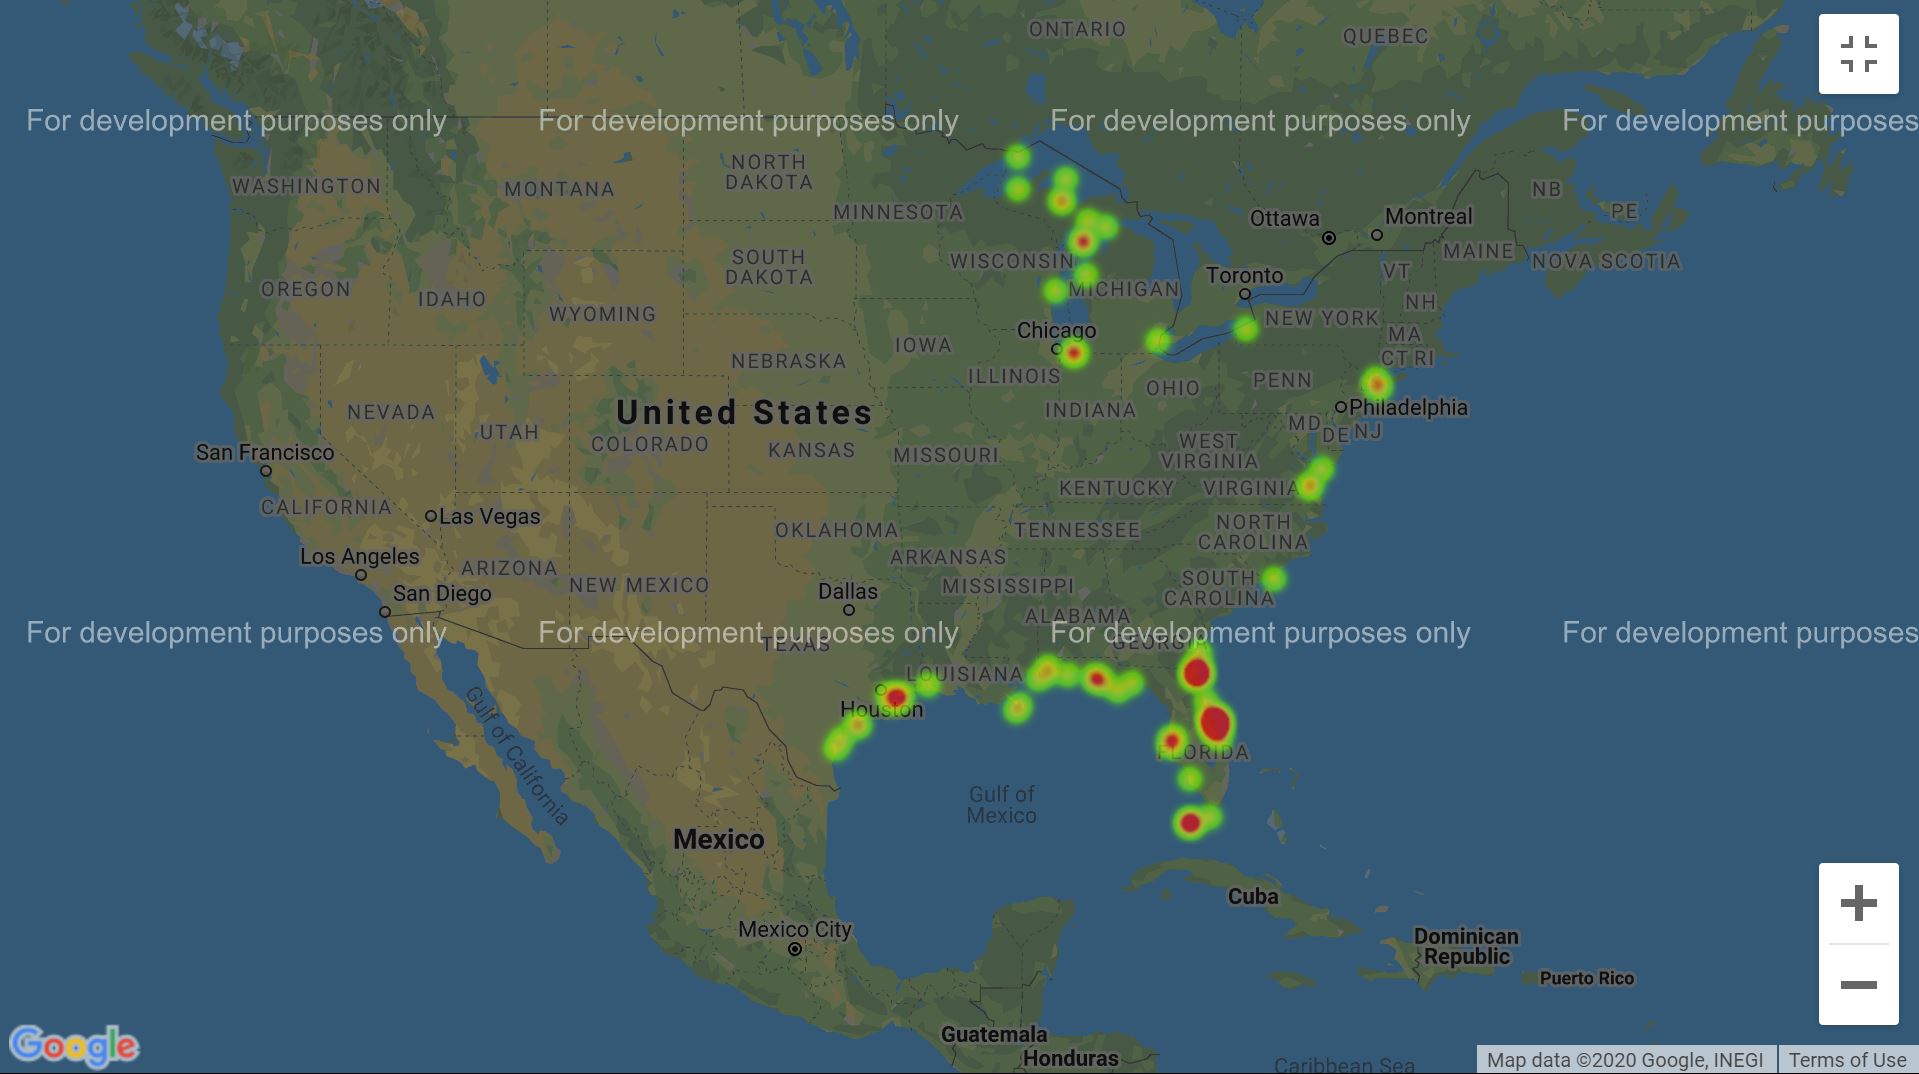 ONTARIO
QUEBEC
For development purposes only
For development purposes only
For development purposes only
For development purposes
WASHINGTON
MONTANA
NORTH
DAKOTA
MINNESOTA
Ottawa
Montreal
NB
PE
MAINE
NOVA SCOTIA
OREGON
IDAHO
WYOMING
SOUTH
DAKOTA
WISCONSIN
MICHIGAN
Toronto
VT
NH
NEW YORK
MA
CT RI
Chicago
IOWA
NEBRASKA
ILLINOIS
INDIANA
OHIO
PENN
Philadelphia
MD
DE
NJ
NEVADA
UTAH
United States
COLORADO
KANSAS
MISSOURI
WEST
VIRGINIA
KENTUCKY
VIRGINIA
San Francisco
CALIFORNIA
Las Vegas
Los Angeles
ARIZONA
NEW MEXICO
OKLAHOMA
ARKANSAS
TENNESSEE
NORTH
CAROLINA
San Diego
Dallas
MISSISSIPPI
SOUTH
CAROLINA
ALABAMA
For development purposes only
For development purposes only
For development purposes only
For development purposes
TEXAS
GEORGIA
LOUISIANA
Houston
Gulf of California
FLORIDA
Gulf of
Mexico
Mexico
Cuba
Mexico City
Dominican
Republic
Puerto Rico
Guatemala
Honduras
Caribbean Sea
Google
Map data ©2020 Google, INEGI
Terms of Use